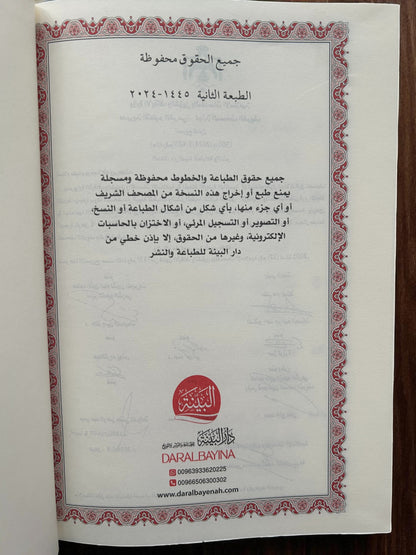 جميع الحقوق محفوظة
الطبعة الثانية ١٤٤٥-٢٠٢٤
جميع حقوق الطباعة والخطوط محفوظة ومسجلة
يمنع طبع أو إخراج هذه النسخة من المصحف الشريف
أو أي جزء منها، بأي شكل من أشكال الطباعة أو النسخ،
أو التصوير أو التسجيل المرئي، أو الاختزان بالحاسبات
الإلكترونية، وغيرها من الحقوق، إلا بإذن خطي من
دار البينة للطباعة والنشر
البينة
دار البينة للطباعة والنشر والتوزيع
DARALBAYINA
00963933620225
00966506300302
www.daralbayenah.com